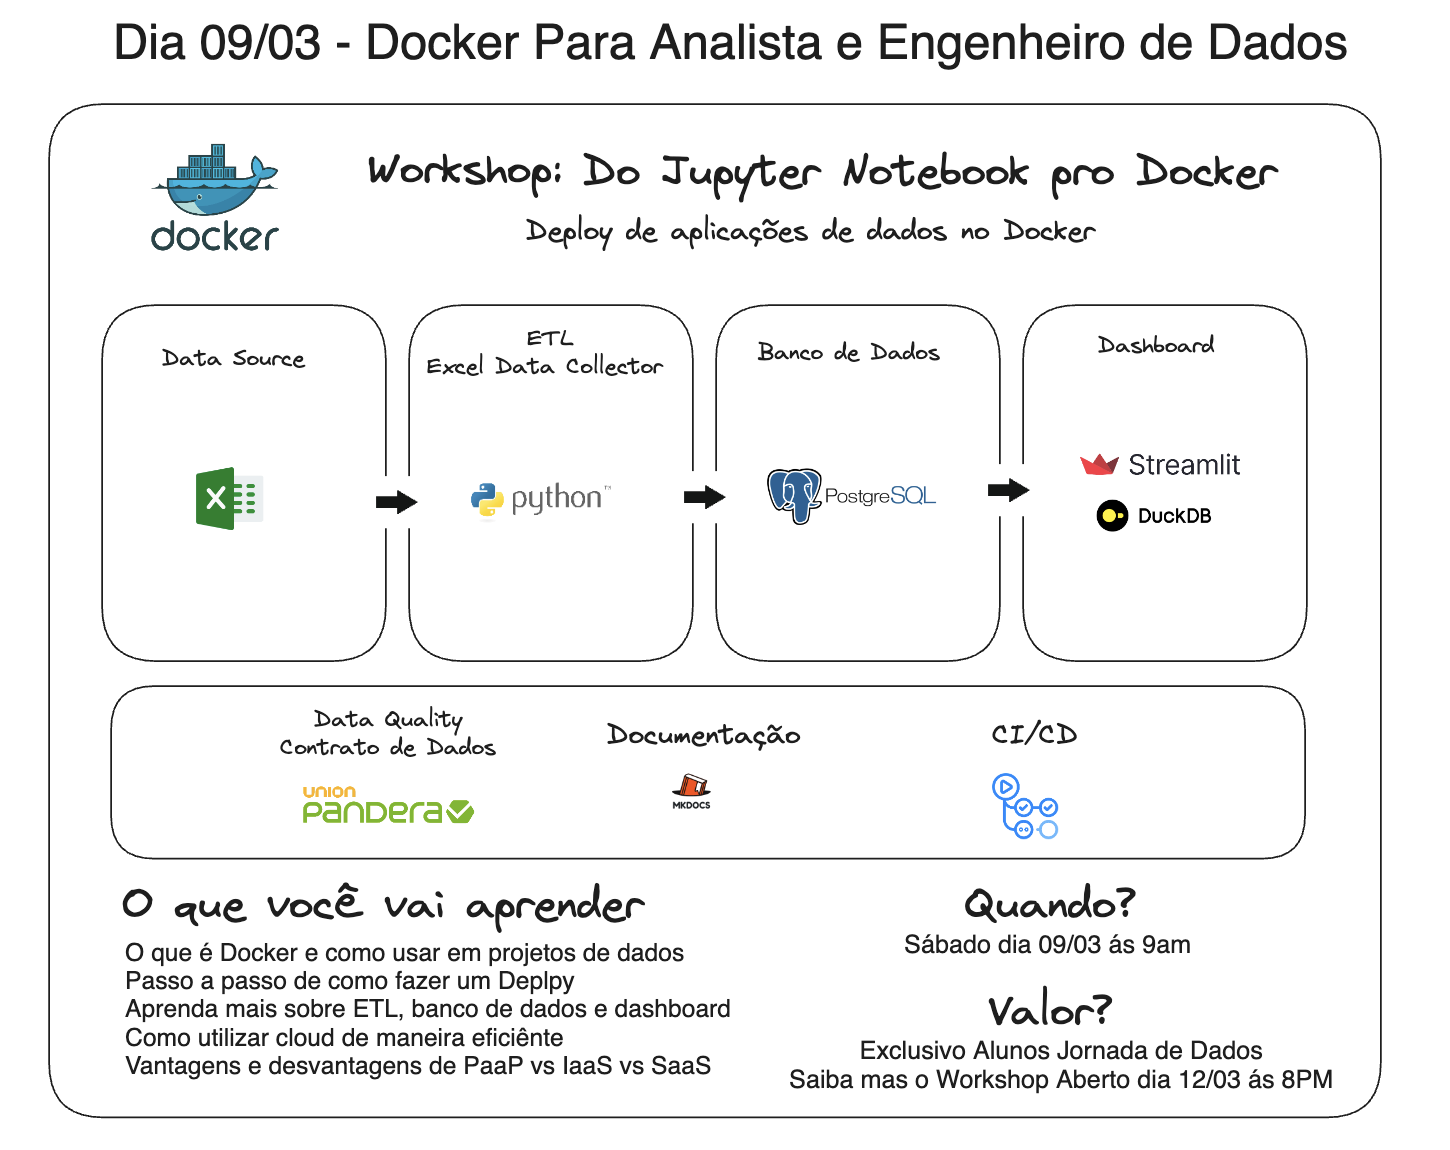 Dia 09/03 - Docker Para Analista e Engenheiro de Dados
docker
Workshop: Do Jupyter Notebook pro Docker
Deploy de aplicações de dados no Docker
Data Source
ETL
Excel Data Collector
Banco de Dados
Dashboard
X
python™
PostgreSQL
Streamlit
DuckDB
Data Quality
Contrato de Dados
Documentação
CI/CD
union
pandera
MKDOCS
O que você vai aprender
O que é Docker e como usar em projetos de dados
Passo a passo de como fazer um Deplpy
Aprenda mais sobre ETL, banco de dados e dashboard
Como utilizar cloud de maneira eficiênte
Vantagens e desvantagens de PaaP vs IaaS vs SaaS
Quando?
Sábado dia 09/03 ás 9am
Valor?
Exclusivo Alunos Jornada de Dados
Saiba mas o Workshop Aberto dia 12/03 ás 8PM